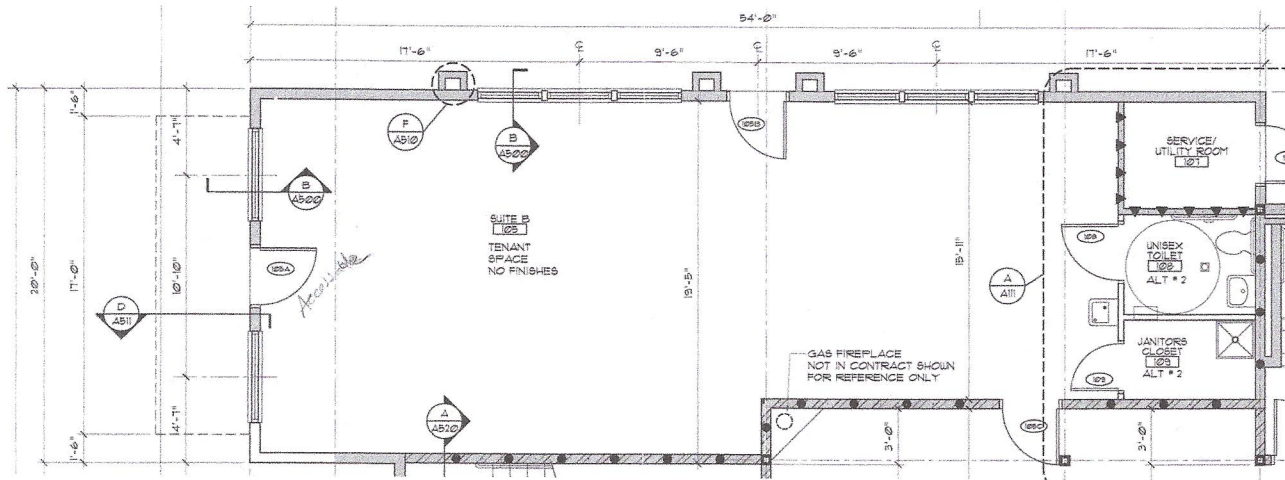 54'-0"
17'-6"
9'-6"
9'-6"
17'-6"
1'-6"
4'-7"
20'-0"
17'-0"
10'-10"
4'-7"
1'-6"
F
A510
B
A500
B
A500
105B
105A
Accessible
D
A511
SUITE B
105
TENANT
SPACE
NO FINISHES
19'-5"
15'-11"
A
A111
SERVICE/
UTILITY ROOM
107
108
UNISEX
TOILET
108
ALT # 2
JANITORS
CLOSET
109
ALT # 2
109
GAS FIREPLACE
NOT IN CONTRACT SHOWN
FOR REFERENCE ONLY
A
A520
105C
3'-0"
3'-0"